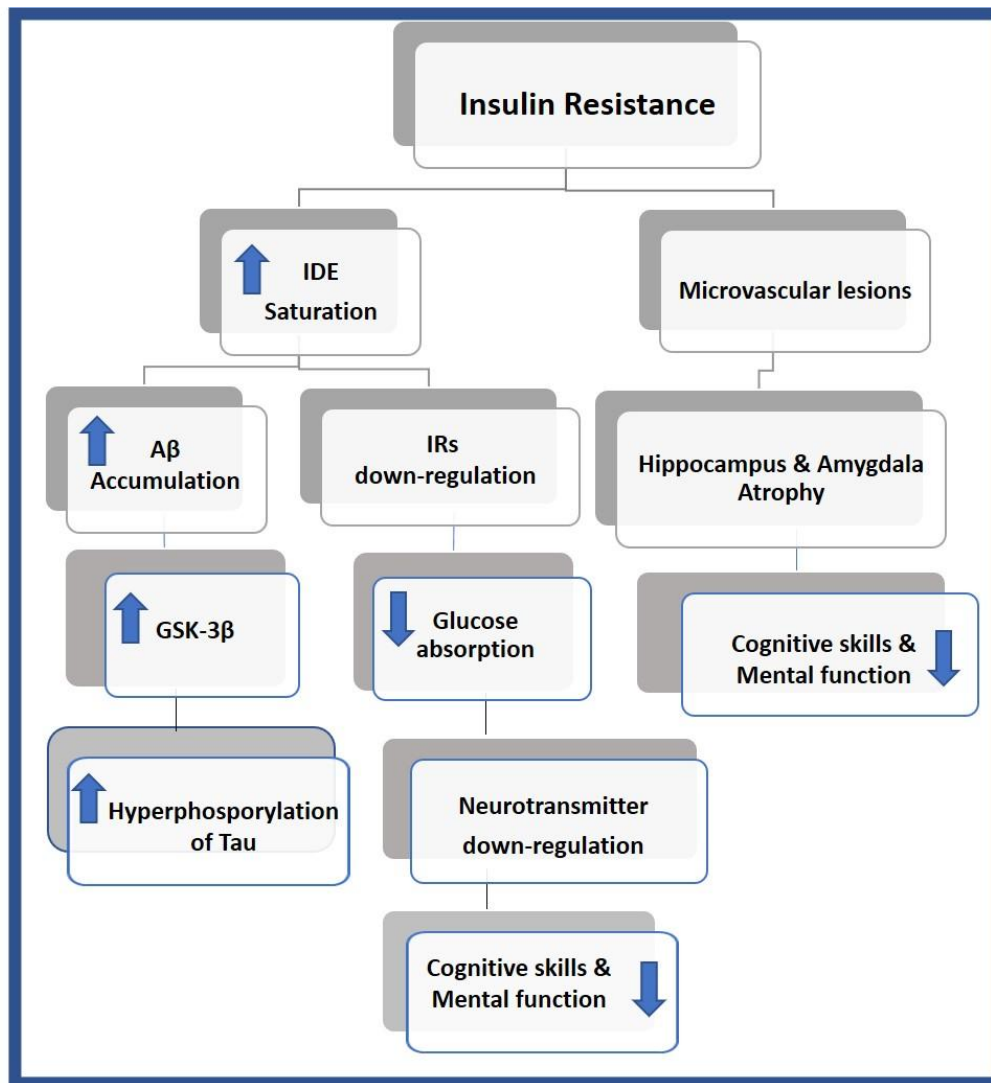 Insulin Resistance
IDE
Saturation
Microvascular lesions
Aβ
Accumulation
IRs
down-regulation
Hippocampus & Amygdala
Atrophy
GSK-3β
Glucose
absorption
Cognitive skills &
Mental function
Hyperphosporylation
of Tau
Neurotransmitter
down-regulation
Cognitive skills &
Mental function